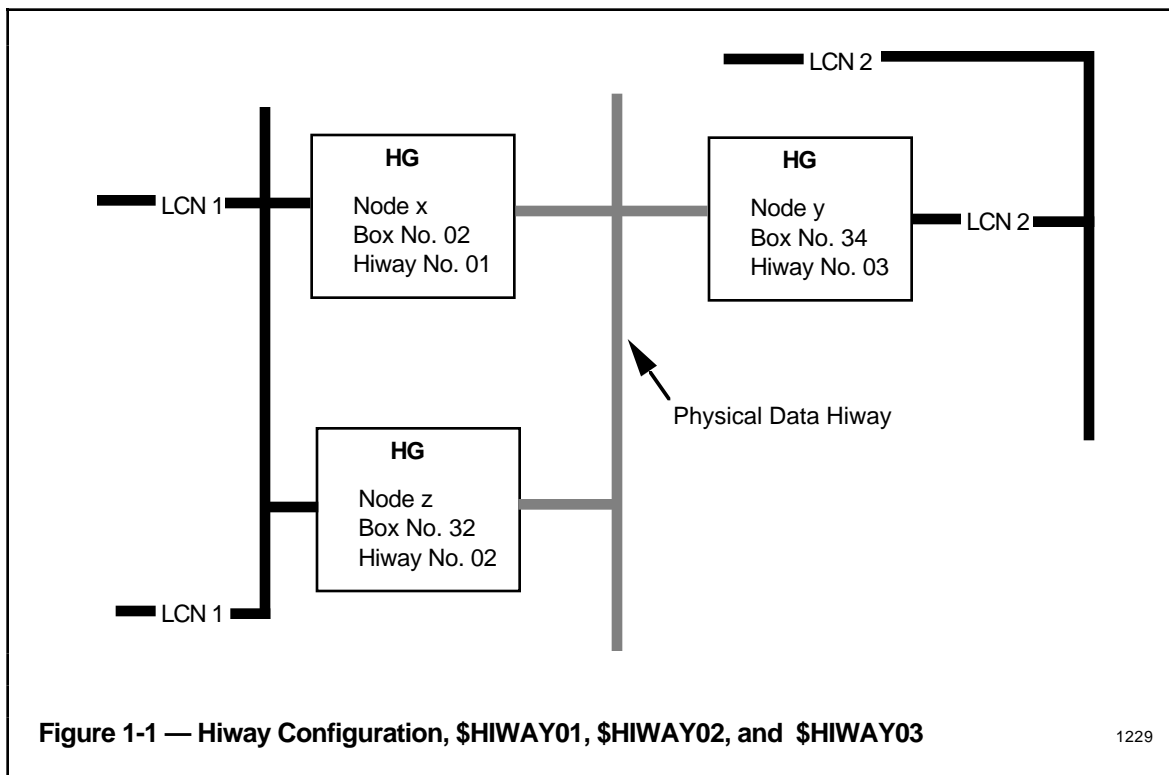 LCN 2
HG
Node x
Box No. 02
Hiway No. 01
LCN 1
HG
Node y
Box No. 34
Hiway No. 03
LCN 2
Physical Data Hiway
HG
Node z
Box No. 32
Hiway No. 02
LCN 1
Figure 1-1 — Hiway Configuration, $HIWAY01, $HIWAY02, and $HIWAY03
1229